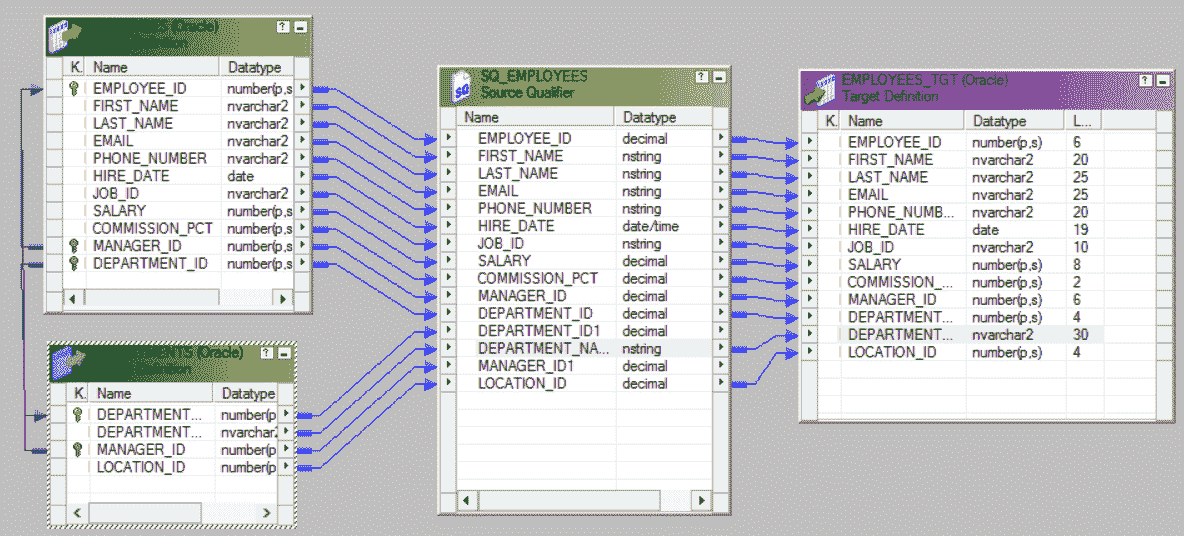 (Oracle)
K. Name Datatype
EMPLOYEE_ID number(p,s
FIRST_NAME nvarchar2
LAST_NAME nvarchar2
EMAIL nvarchar2
PHONE_NUMBER nvarchar2
HIRE_DATE date
JOB_ID nvarchar2
SALARY number(p,s
COMMISSION_PCT number(p,s
MANAGER_ID number(p,s
DEPARTMENT_ID number(p,s
NTS (Oracle)
K. Name Datatype
DEPARTMENT... number(p
DEPARTMENT... nvarchar2
MANAGER_ID number(p
LOCATION_ID number(p
SQ_EMPLOYEES
Source Qualifier
SQ
Name Datatype
EMPLOYEE_ID decimal
FIRST_NAME nstring
LAST_NAME nstring
EMAIL nstring
PHONE_NUMBER nstring
HIRE_DATE date/time
JOB_ID nstring
SALARY decimal
COMMISSION_PCT decimal
MANAGER_ID decimal
DEPARTMENT_ID decimal
DEPARTMENT_ID1 decimal
DEPARTMENT_NA... nstring
MANAGER_ID1 decimal
LOCATION_ID decimal
EMPLOYEES_TGT (Oracle)
Target Definition
K. Name Datatype L...
EMPLOYEE_ID number(p,s) 6
FIRST_NAME nvarchar2 20
LAST_NAME nvarchar2 25
EMAIL nvarchar2 25
PHONE_NUMB... nvarchar2 20
HIRE_DATE date 19
JOB_ID nvarchar2 10
SALARY number(p,s) 8
COMMISSION_... number(p,s) 2
MANAGER_ID number(p,s) 6
DEPARTMENT... number(p,s) 4
DEPARTMENT... nvarchar2 30
LOCATION_ID number(p,s) 4